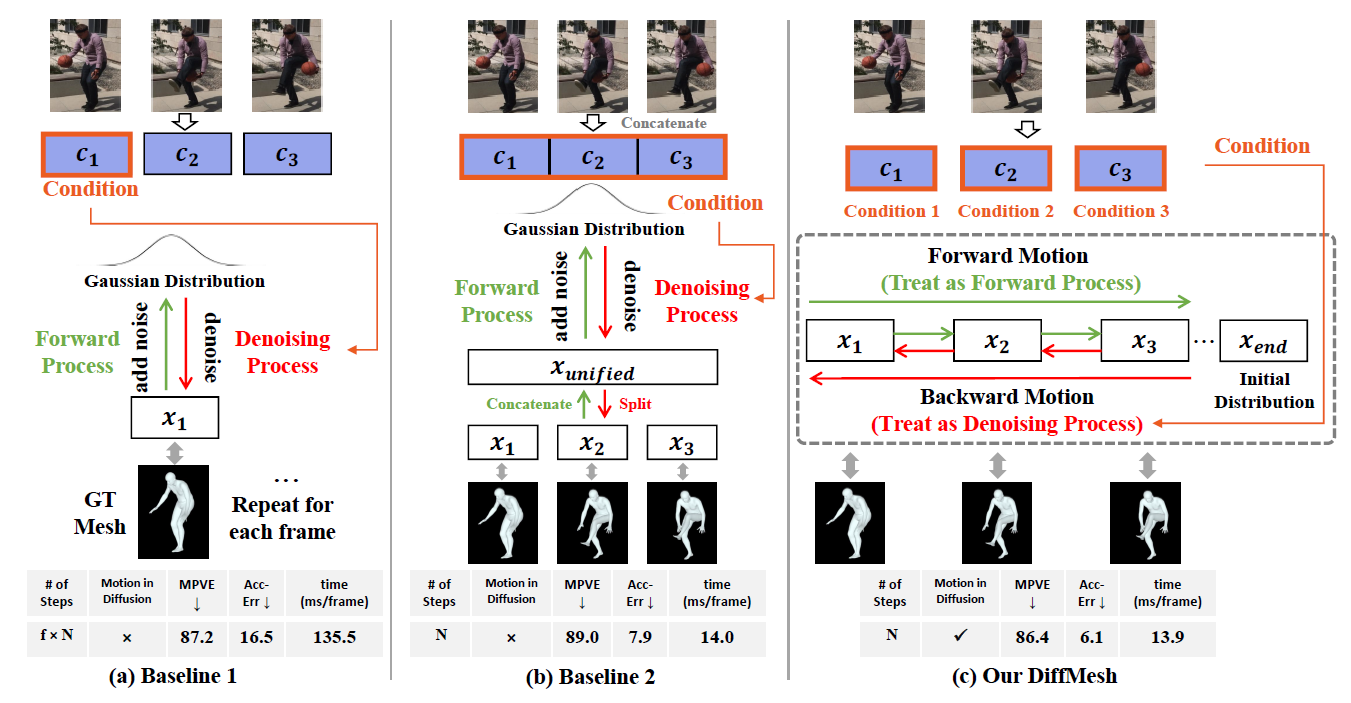 c₁ c₂ c₃
Condition
Gaussian Distribution
Forward
Process
add noise
denoise
Denoising
Process
x₁
GT
Mesh
...
Repeat for
each frame
# of Steps Motion in Diffusion MPVE ↓ Acc-Err ↓ time (ms/frame)
f × N × 87.2 16.5 135.5
(a) Baseline 1
Concatenate
c₁ c₂ c₃
Condition
Gaussian Distribution
Forward
Process
add noise
denoise
Denoising
Process
x_unified
Concatenate
Split
x₁ x₂ x₃
# of Steps Motion in Diffusion MPVE ↓ Acc-Err ↓ time (ms/frame)
N × 89.0 7.9 14.0
(b) Baseline 2
c₁ c₂ c₃
Condition
Condition 1 Condition 2 Condition 3
Forward Motion
(Treat as Forward Process)
x₁ x₂ x₃ ... x_end
Initial
Distribution
Backward Motion
(Treat as Denoising Process)
# of Steps Motion in Diffusion MPVE ↓ Acc-Err ↓ time (ms/frame)
N ✓ 86.4 6.1 13.9
(c) Our DiffMesh